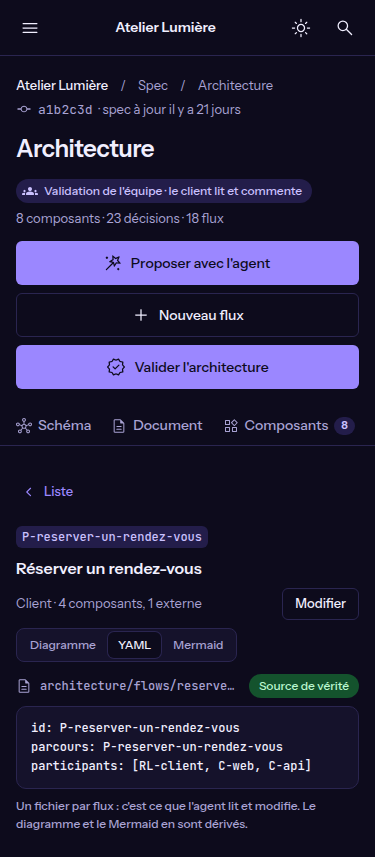 Atelier Lumière
Atelier Lumière / Spec / Architecture
a1b2c3d · spec à jour il y a 21 jours
Architecture
Validation de l'équipe · le client lit et commente
8 composants · 23 décisions · 18 flux
Proposer avec l'agent
Nouveau flux
Valider l'architecture
Schéma Document Composants 8
Liste
P-reserver-un-rendez-vous
Réserver un rendez-vous
Client · 4 composants, 1 externe Modifier
Diagramme YAML Mermaid
architecture/flows/reserve… Source de vérité
id: P-reserver-un-rendez-vous
parcours: P-reserver-un-rendez-vous
participants: [RL-client, C-web, C-api]
Un fichier par flux : c'est ce que l'agent lit et modifie. Le
diagramme et le Mermaid en sont dérivés.